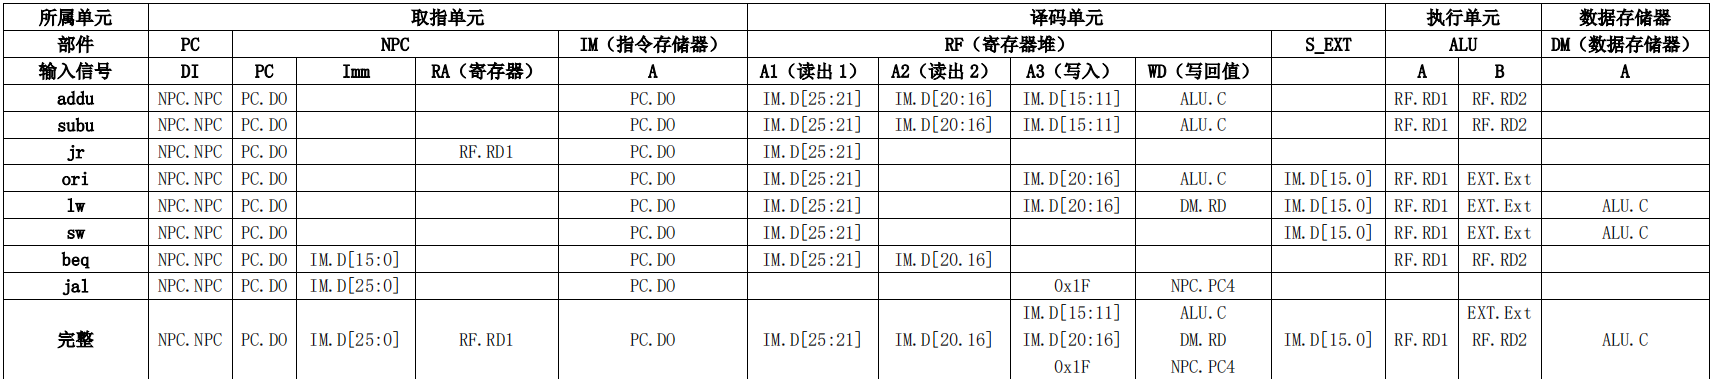 所属单元 取指单元 译码单元 执行单元 数据存储器
部件 PC NPC IM（指令存储器） RF（寄存器堆） S_EXT ALU DM（数据存储器）
输入信号 DI PC Imm RA（寄存器） A A1（读出1） A2（读出2） A3（写入） WD（写回值） A B A
addu NPC.NPC PC.DO PC.DO IM.D[25:21] IM.D[20:16] IM.D[15:11] ALU.C RF.RD1 RF.RD2
subu NPC.NPC PC.DO PC.DO IM.D[25:21] IM.D[20:16] IM.D[15:11] ALU.C RF.RD1 RF.RD2
jr NPC.NPC PC.DO RF.RD1 PC.DO IM.D[25:21]
ori NPC.NPC PC.DO PC.DO IM.D[25:21] IM.D[20:16] ALU.C IM.D[15.0] RF.RD1 EXT.Ext
lw NPC.NPC PC.DO PC.DO IM.D[25:21] IM.D[20:16] DM.RD IM.D[15.0] RF.RD1 EXT.Ext ALU.C
sw NPC.NPC PC.DO PC.DO IM.D[25:21] IM.D[15.0] RF.RD1 EXT.Ext ALU.C
beq NPC.NPC PC.DO IM.D[15:0] PC.DO IM.D[25:21] IM.D[20.16] RF.RD1 RF.RD2
jal NPC.NPC PC.DO IM.D[25:0] PC.DO 0x1F NPC.PC4
IM.D[15:11] ALU.C EXT.Ext
完整 NPC.NPC PC.DO IM.D[25:0] RF.RD1 PC.DO IM.D[25:21] IM.D[20.16] IM.D[20:16] DM.RD IM.D[15.0] RF.RD1 RF.RD2 ALU.C
0x1F NPC.PC4